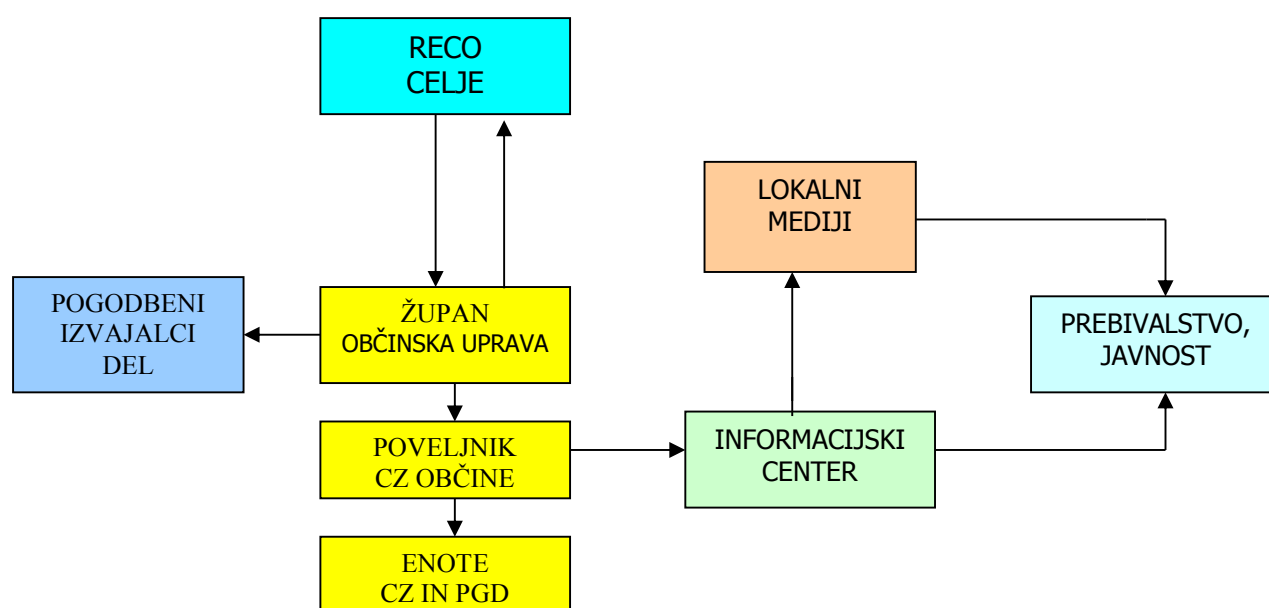 RECO
CELJE
LOKALNI
MEDIJI
POGODBENI
IZVAJALCI
DEL
ŽUPAN
OBČINSKA UPRAVA
PREBIVALSTVO,
JAVNOST
POVELJNIK
CZ OBČINE
INFORMACIJSKI
CENTER
ENOTE
CZ IN PGD